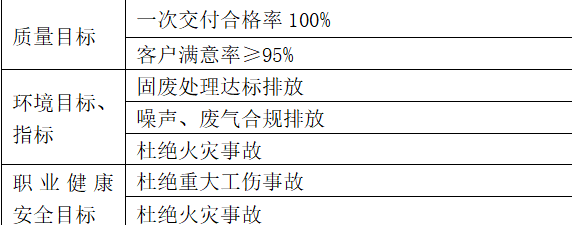 质量目标
一次交付合格率 100%
客户满意率≥95%
环境目标、
指标
固废处理达标排放
噪声、废气合规排放
杜绝火灾事故
职业健康
安全目标
杜绝重大工伤事故
杜绝火灾事故